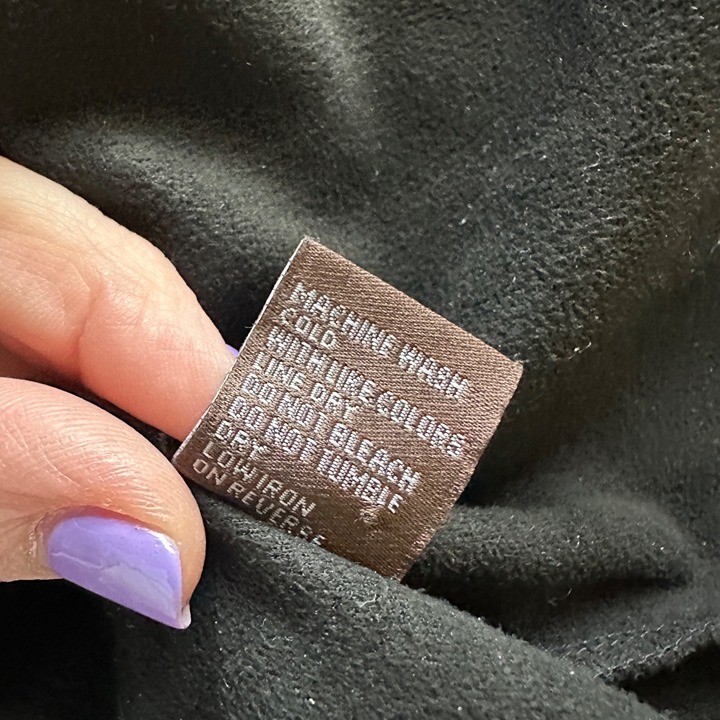 MACHINE WASH
COLD
WITH LIKE COLORS
LINE DRY
DO NOT BLEACH
DO NOT TUMBLE
DRY
LOW IRON
ON REVERSE